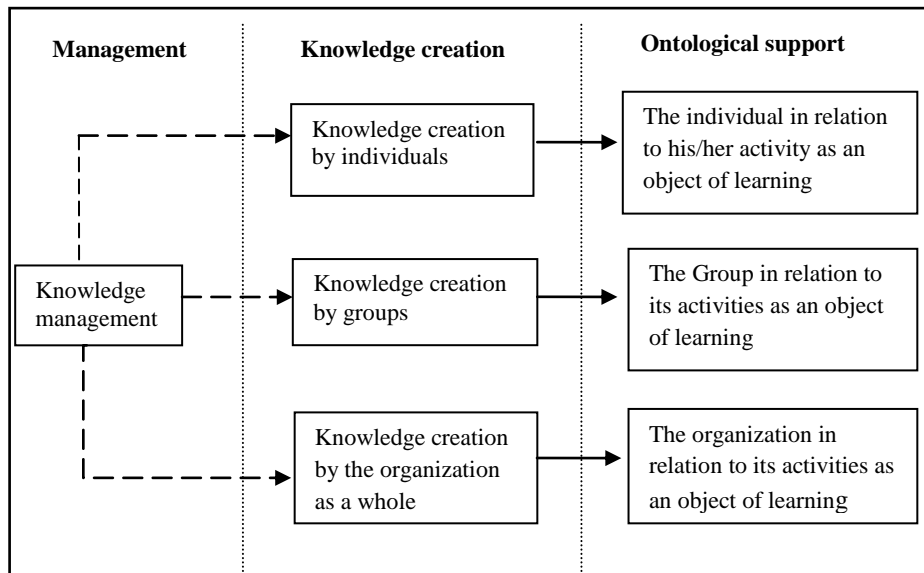 Management
Knowledge creation
Ontological support
Knowledge
management
Knowledge creation
by individuals
Knowledge creation
by groups
Knowledge creation
by the organization
as a whole
The individual in relation
to his/her activity as an
object of learning
The Group in relation to
its activities as an object
of learning
The organization in
relation to its activities as
an object of learning